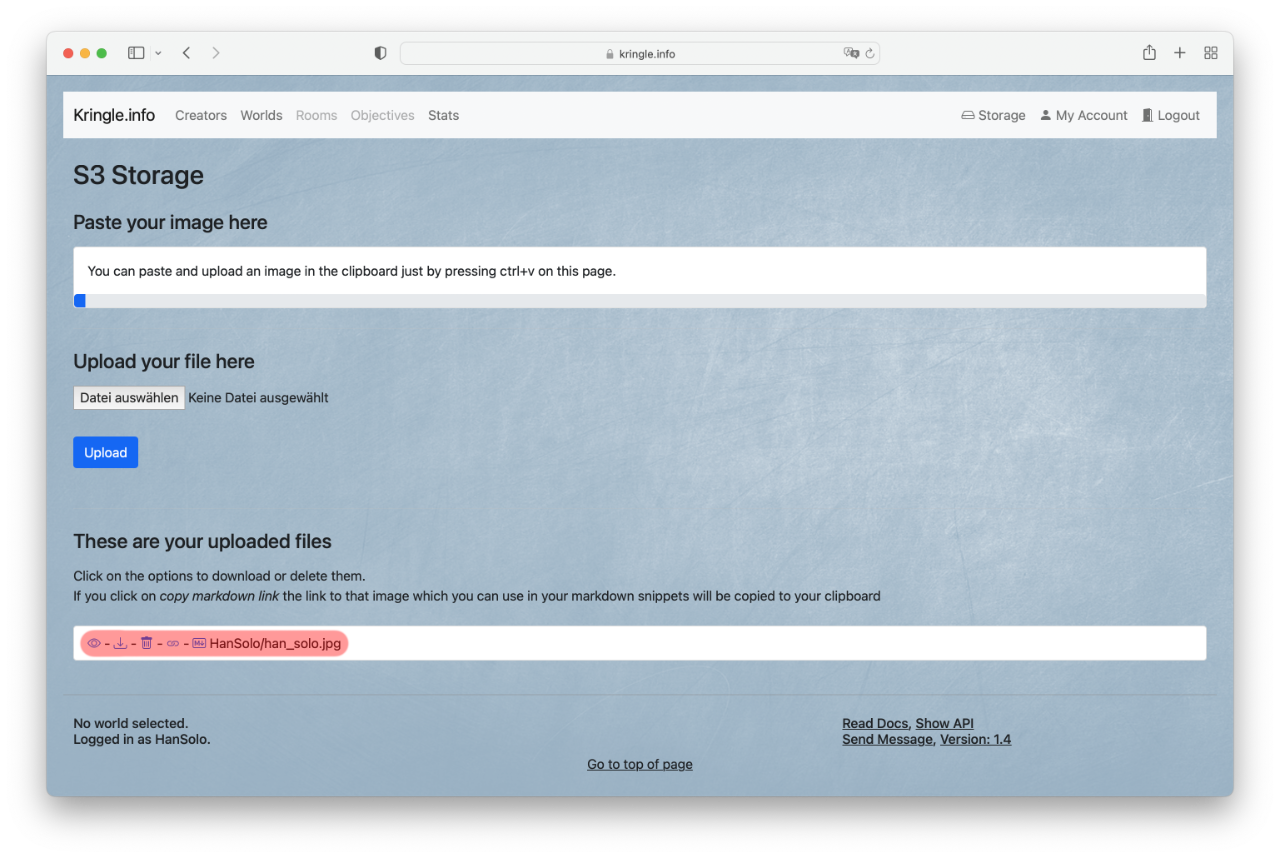 kringle.info
Kringle.info Creators Worlds Rooms Objectives Stats Storage My Account Logout
S3 Storage
Paste your image here
You can paste and upload an image in the clipboard just by pressing ctrl+v on this page.
Upload your file here
Datei auswählen Keine Datei ausgewählt
Upload
These are your uploaded files
Click on the options to download or delete them.
If you click on copy markdown link the link to that image which you can use in your markdown snippets will be copied to your clipboard
- - - - HanSolo/han_solo.jpg
No world selected.
Logged in as HanSolo.
Read Docs, Show API
Send Message, Version: 1.4
Go to top of page